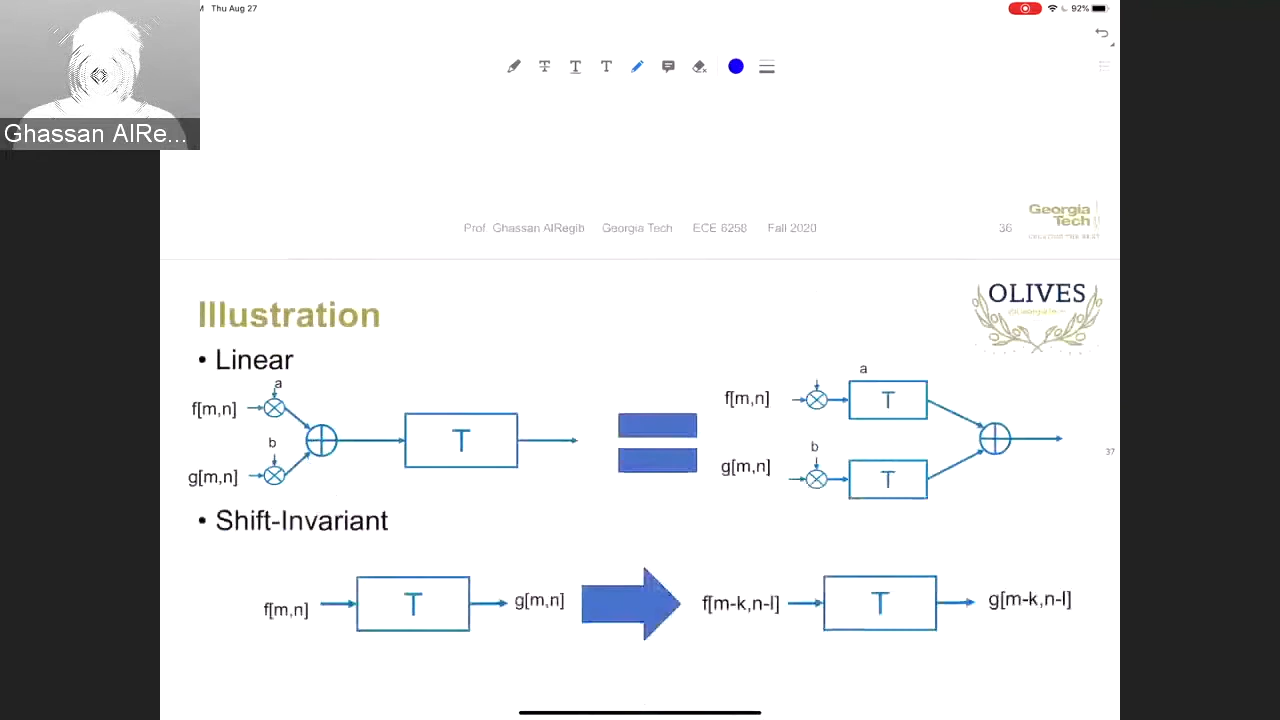 Thu Aug 27
92%
Ghassan AlRe...
T T T
Prof. Ghassan AlRegib Georgia Tech ECE 6258 Fall 2020 36
Georgia
Tech
OLIVES
Illustration
• Linear
a
f[m,n]
b
g[m,n]
T
a
f[m,n]
T
b
g[m,n]
T
37
• Shift-Invariant
f[m,n]
T
g[m,n]
f[m-k,n-l]
T
g[m-k,n-l]